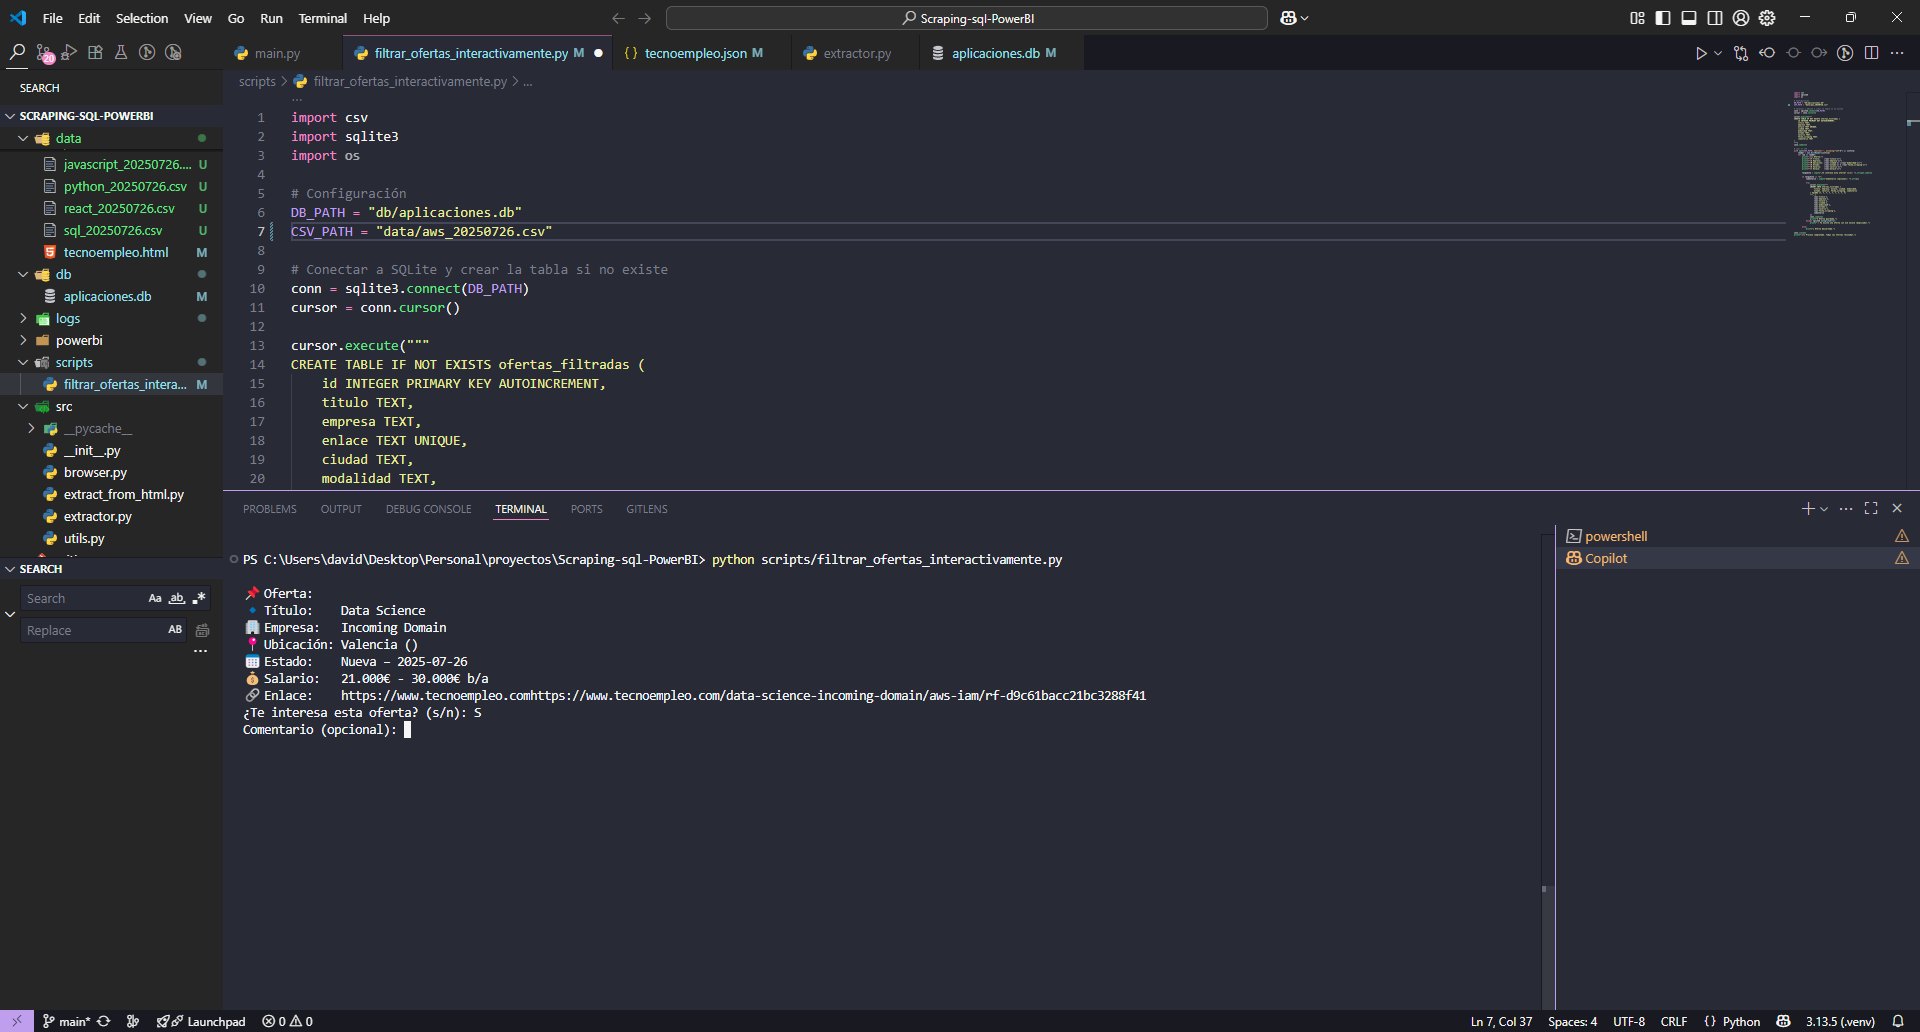 File Edit Selection View Go Run Terminal Help
Scraping-sql-PowerBI
20
main.py
filtrar_ofertas_interactivamente.py M
tecnoempleo.json M
extractor.py
aplicaciones.db M
SEARCH
scripts > filtrar_ofertas_interactivamente.py > ...
SCRAPING-SQL-POWERBI
data
javascript_20250726.... U
python_20250726.csv U
react_20250726.csv U
sql_20250726.csv U
tecnoempleo.html M
db
aplicaciones.db M
logs
powerbi
scripts
filtrar_ofertas_intera... M
src
__pycache__
__init__.py
browser.py
extract_from_html.py
extractor.py
utils.py
SEARCH
Search Aa ab .*
Replace AB
...
...
1 import csv
2 import sqlite3
3 import os
4
5 # Configuración
6 DB_PATH = "db/aplicaciones.db"
7 CSV_PATH = "data/aws_20250726.csv"
8
9 # Conectar a SQLite y crear la tabla si no existe
10 conn = sqlite3.connect(DB_PATH)
11 cursor = conn.cursor()
12
13 cursor.execute("""
14 CREATE TABLE IF NOT EXISTS ofertas_filtradas (
15 id INTEGER PRIMARY KEY AUTOINCREMENT,
16 titulo TEXT,
17 empresa TEXT,
18 enlace TEXT UNIQUE,
19 ciudad TEXT,
20 modalidad TEXT,
PROBLEMS OUTPUT DEBUG CONSOLE TERMINAL PORTS GITLENS
powershell
Copilot
PS C:\Users\david\Desktop\Personal\proyectos\Scraping-sql-PowerBI> python scripts/filtrar_ofertas_interactivamente.py
📌 Oferta:
🔹 Título: Data Science
🏢 Empresa: Incoming Domain
📍 Ubicación: Valencia ()
📅 Estado: Nueva – 2025-07-26
💰 Salario: 21.000€ - 30.000€ b/a
🔗 Enlace: https://www.tecnoempleo.comhttps://www.tecnoempleo.com/data-science-incoming-domain/aws-iam/rf-d9c61bacc21bc3288f41
¿Te interesa esta oferta? (s/n): S
Comentario (opcional):
main* Launchpad 0 0
Ln 7, Col 37 Spaces: 4 UTF-8 CRLF {} Python 3.13.5 (.venv)